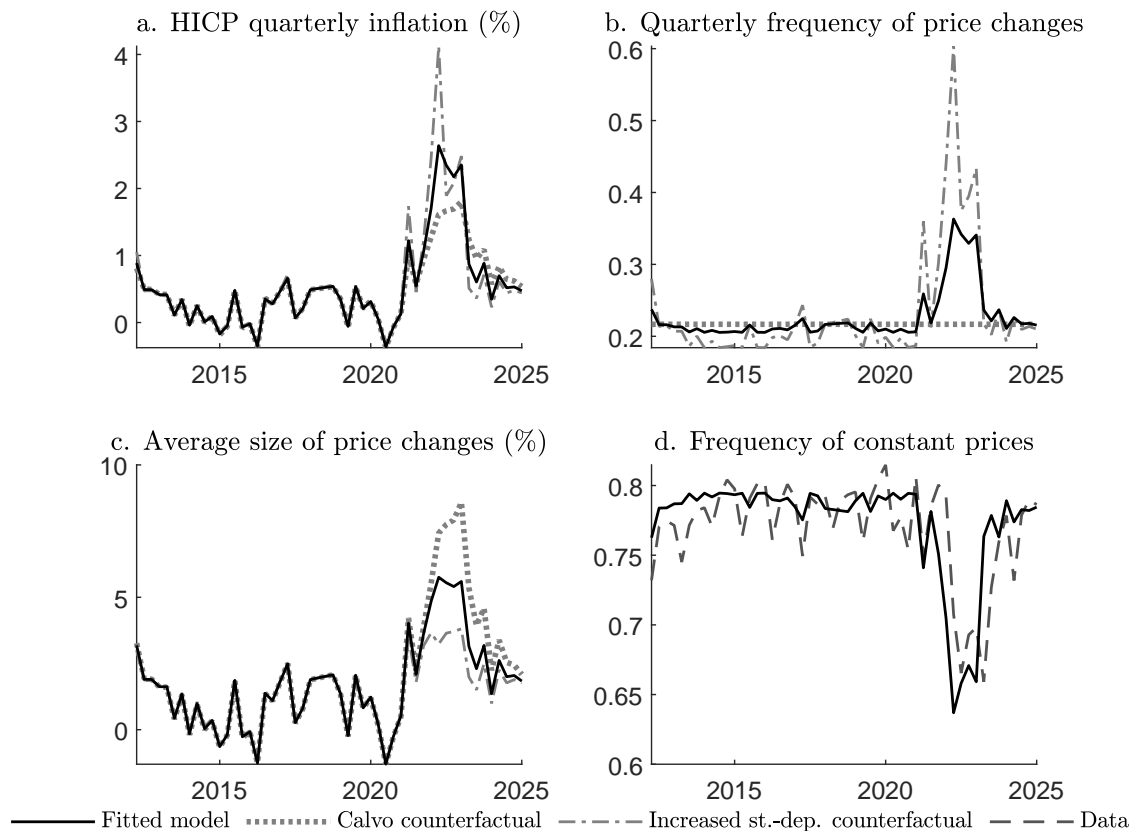 a. HICP quarterly inflation (%)
4
3
2
1
0
2015 2020 2025
b. Quarterly frequency of price changes
0.6
0.5
0.4
0.3
0.2
2015 2020 2025
c. Average size of price changes (%)
10
5
0
2015 2020 2025
d. Frequency of constant prices
0.8
0.75
0.7
0.65
0.6
2015 2020 2025
Fitted model Calvo counterfactual Increased st.-dep. counterfactual Data